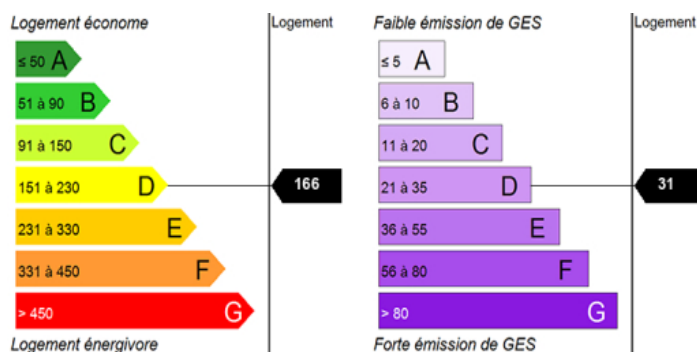 Logement économe
Logement
≤ 50 A
51 à 90 B
91 à 150 C
151 à 230 D
166
231 à 330 E
331 à 450 F
> 450 G
Logement énergivore
Faible émission de GES
Logement
≤ 5 A
6 à 10 B
11 à 20 C
21 à 35 D
31
36 à 55 E
56 à 80 F
> 80 G
Forte émission de GES